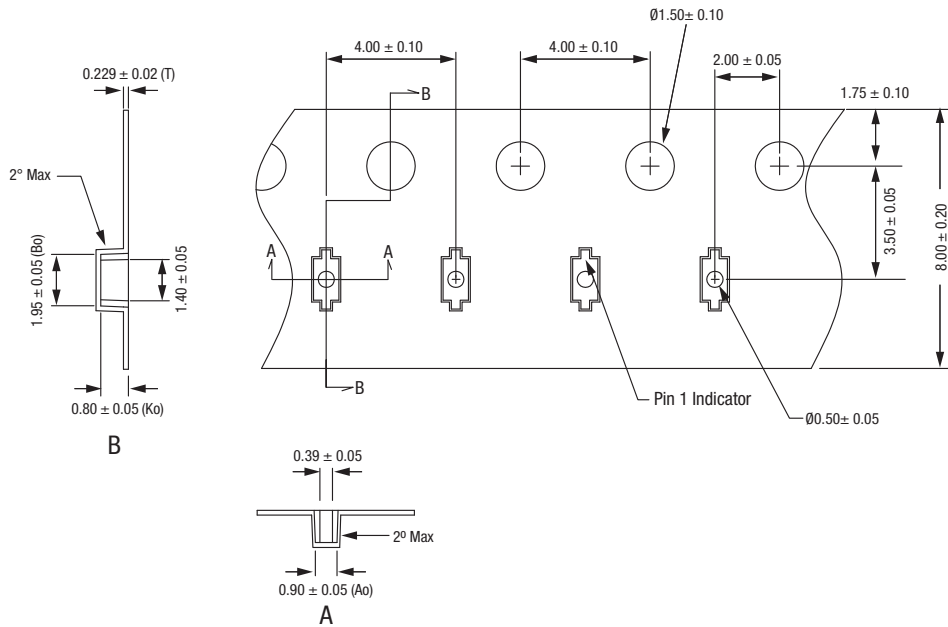 Ø1.50± 0.10
4.00 ± 0.10
4.00 ± 0.10
2.00 ± 0.05
0.229 ± 0.02 (T)
B
1.75 ± 0.10
2° Max
3.50 ± 0.05
8.00 ± 0.20
A
A
1.95 ± 0.05 (Bo)
1.40 ± 0.05
B
Pin 1 Indicator
0.80 ± 0.05 (Ko)
Ø0.50± 0.05
B
0.39 ± 0.05
2º Max
0.90 ± 0.05 (Ao)
A